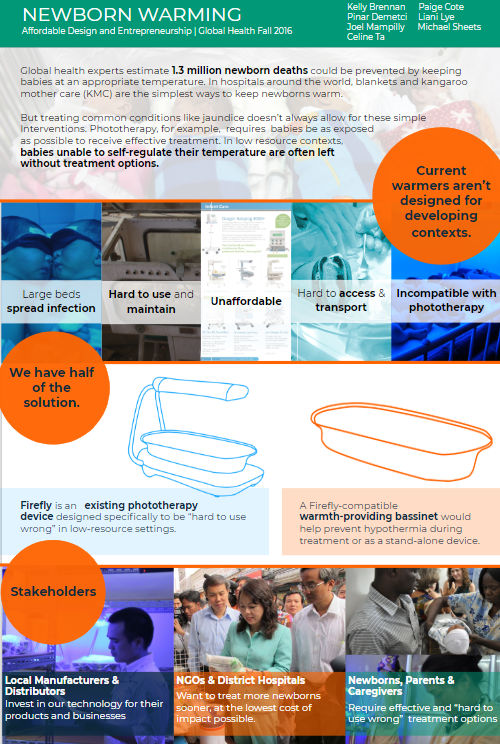 NEWBORN WARMING
Affordable Design and Entrepreneurship | Global Health Fall 2016
Kelly Brennan Paige Cote
Pinar Demetci Liani Lye
Joel Mampilly Michael Sheets
Celine Ta
Global health experts estimate 1.3 million newborn deaths could be prevented by keeping
babies at an appropriate temperature. In hospitals around the world, blankets and kangaroo
mother care (KMC) are the simplest ways to keep newborns warm.
But treating common conditions like jaundice doesn't always allow for these simple
interventions. Phototherapy, for example, requires babies be as exposed
as possible to receive effective treatment. In low resource contexts,
babies unable to self-regulate their temperature are often left
without treatment options.
Current
warmers aren't
designed for
developing
contexts.
Large beds
spread infection
Hard to use and
maintain
Infant Care
Unaffordable
Hard to access &
transport
Incompatible with
phototherapy
We have half
of the
solution.
Firefly is an existing phototherapy
device designed specifically to be "hard to use
wrong" in low-resource settings.
A Firefly-compatible
warmth-providing bassinet would
help prevent hypothermia during
treatment or as a stand-alone device.
Stakeholders
Local Manufacturers &
Distributors
Invest in our technology for their
products and businesses
NGOs & District Hospitals
Want to treat more newborns
sooner, at the lowest cost of
impact possible.
Newborns, Parents &
Caregivers
Require effective and "hard to
use wrong" treatment options